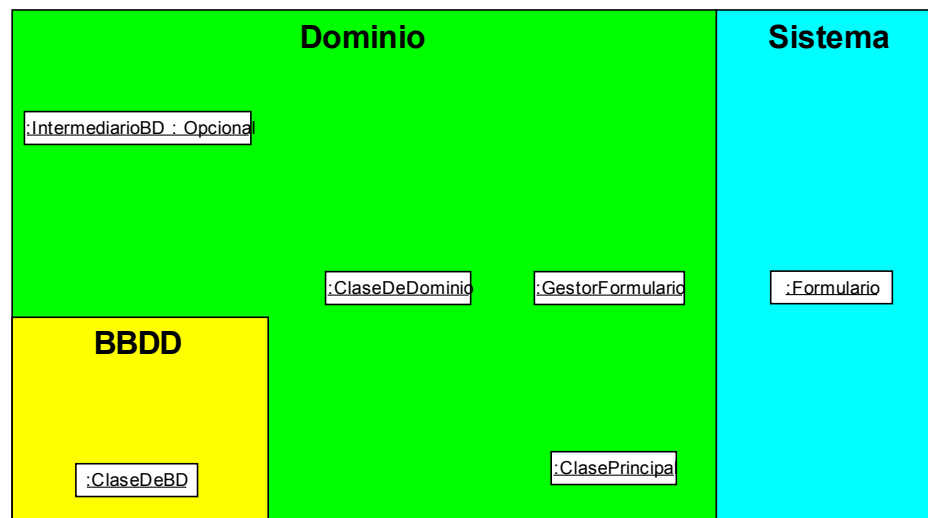 Dominio
Sistema
:IntermediarioBD : Opcional
:ClaseDeDominio
:GestorFormulario
:Formulario
BBDD
:ClaseDeBD
:ClasePrincipal